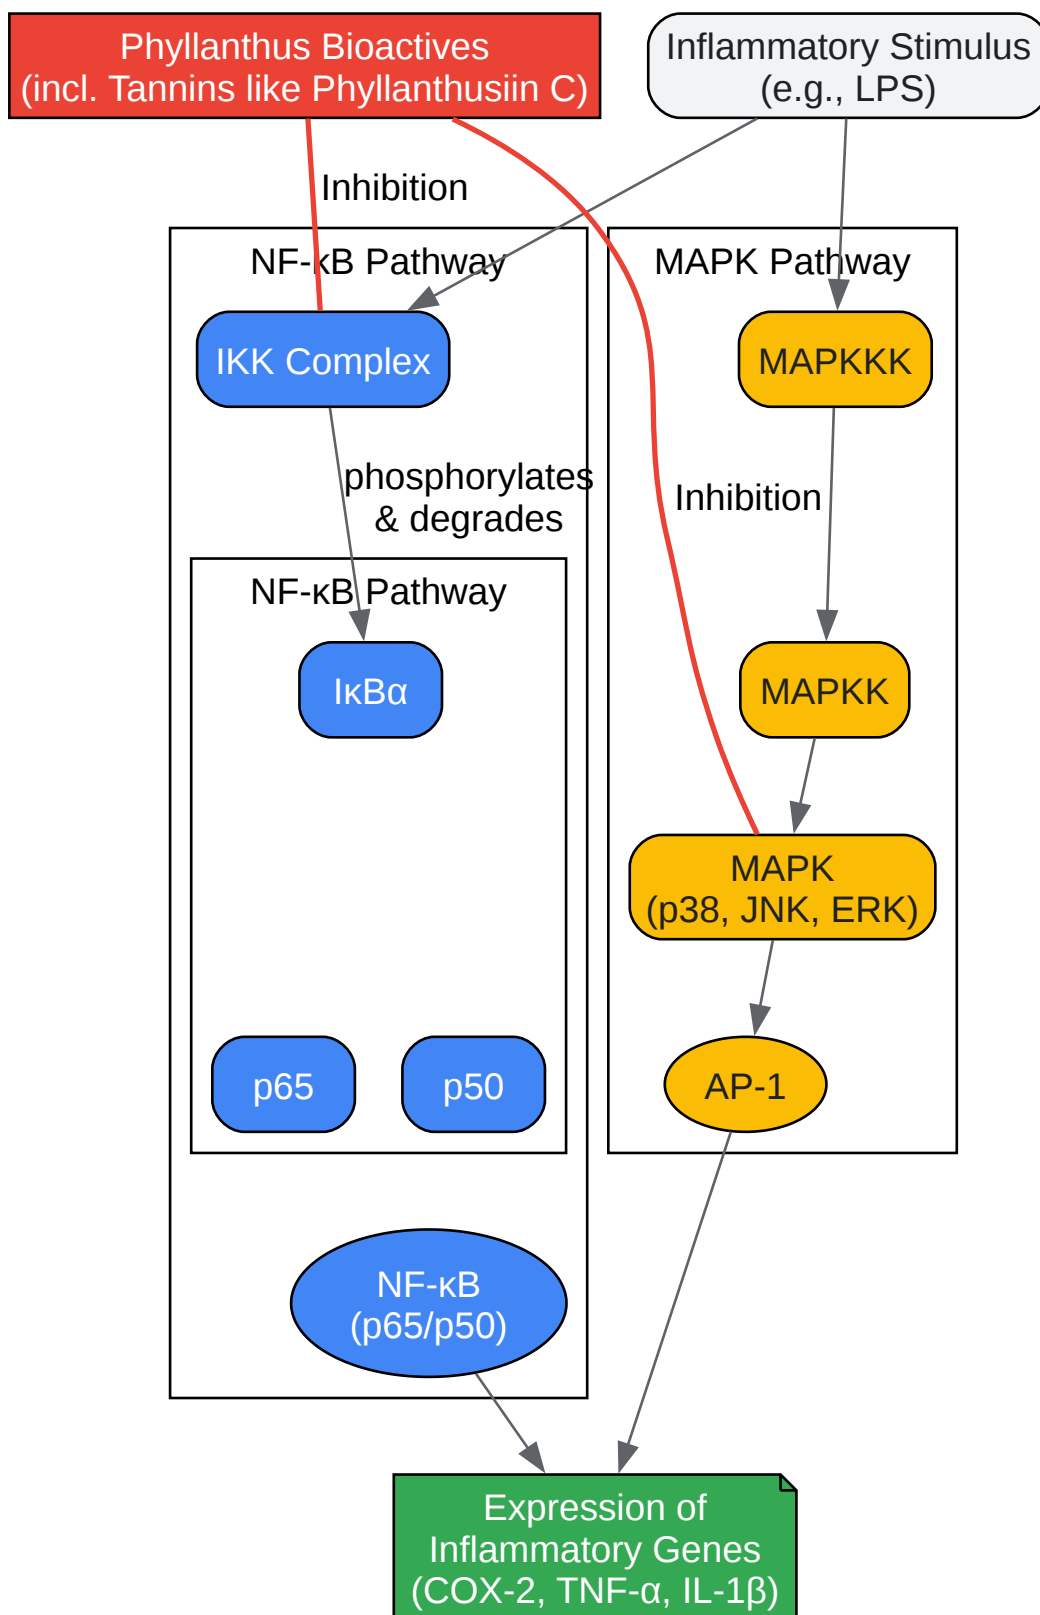 Phyllanthus Bioactives
(incl. Tannins like Phyllanthusiin C)
Inflammatory Stimulus
(e.g., LPS)
Inhibition
NF-κB Pathway
MAPK Pathway
IKK Complex
MAPKKK
phosphorylates
& degrades
Inhibition
NF-κB Pathway
IκBα
MAPKK
MAPK
(p38, JNK, ERK)
p65
p50
AP-1
NF-κB
(p65/p50)
Expression of
Inflammatory Genes
(COX-2, TNF-α, IL-1β)